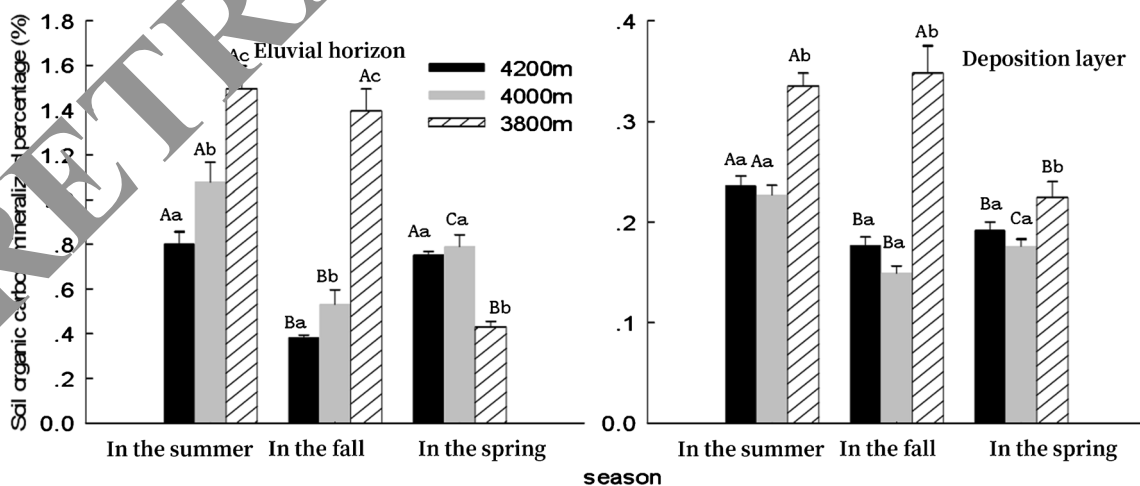 Soil organic carbon mineralized percentage (%)
1.8
1.6
1.4
1.2
.8
.6
.4
.2
0.0
Eluvial horizon
4200m
4000m
3800m
Aa
Ab
Ac
Ba
Bb
Ac
Aa
Ca
Bb
In the summer In the fall In the spring
.4
.3
.2
.1
0.0
Deposition layer
Aa Aa
Ab
Ba
Ba
Ab
Ba
Ca
Bb
In the summer In the fall In the spring
season
RETR